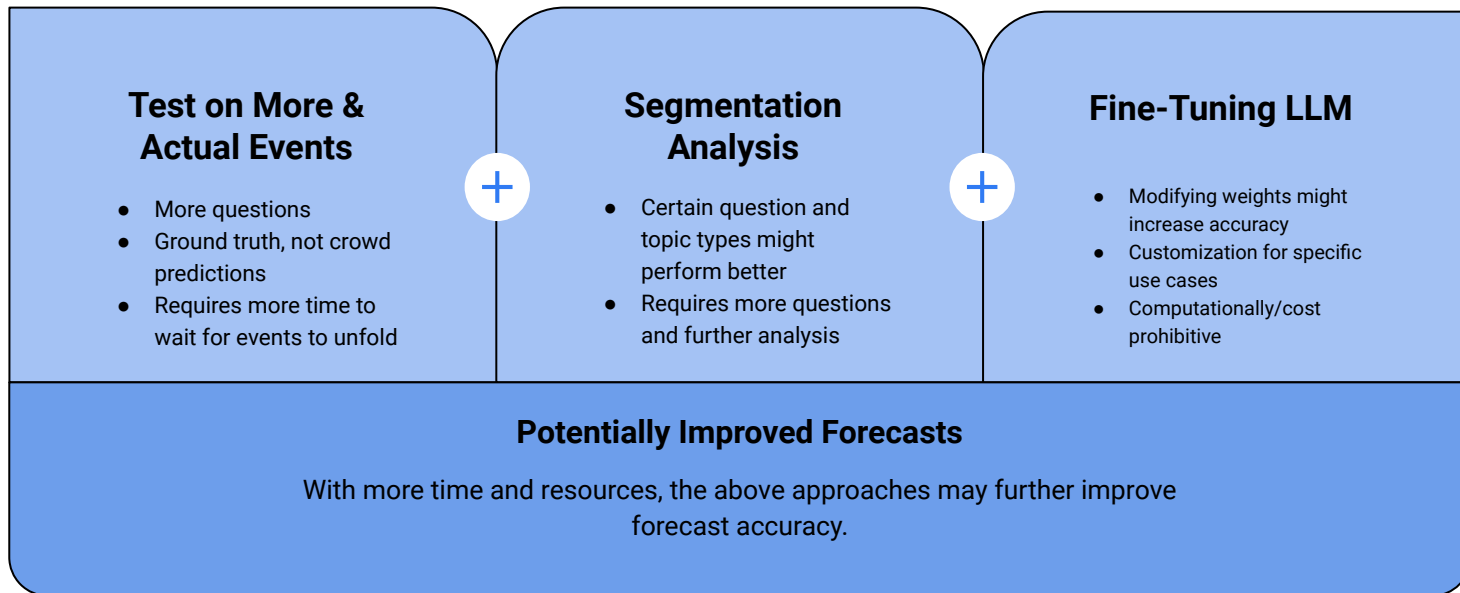 Test on More &
Actual Events
● More questions
● Ground truth, not crowd
predictions
● Requires more time to
wait for events to unfold
+
Segmentation
Analysis
● Certain question and
topic types might
perform better
● Requires more questions
and further analysis
+
Fine-Tuning LLM
● Modifying weights might
increase accuracy
● Customization for specific
use cases
● Computationally/cost
prohibitive
Potentially Improved Forecasts
With more time and resources, the above approaches may further improve
forecast accuracy.